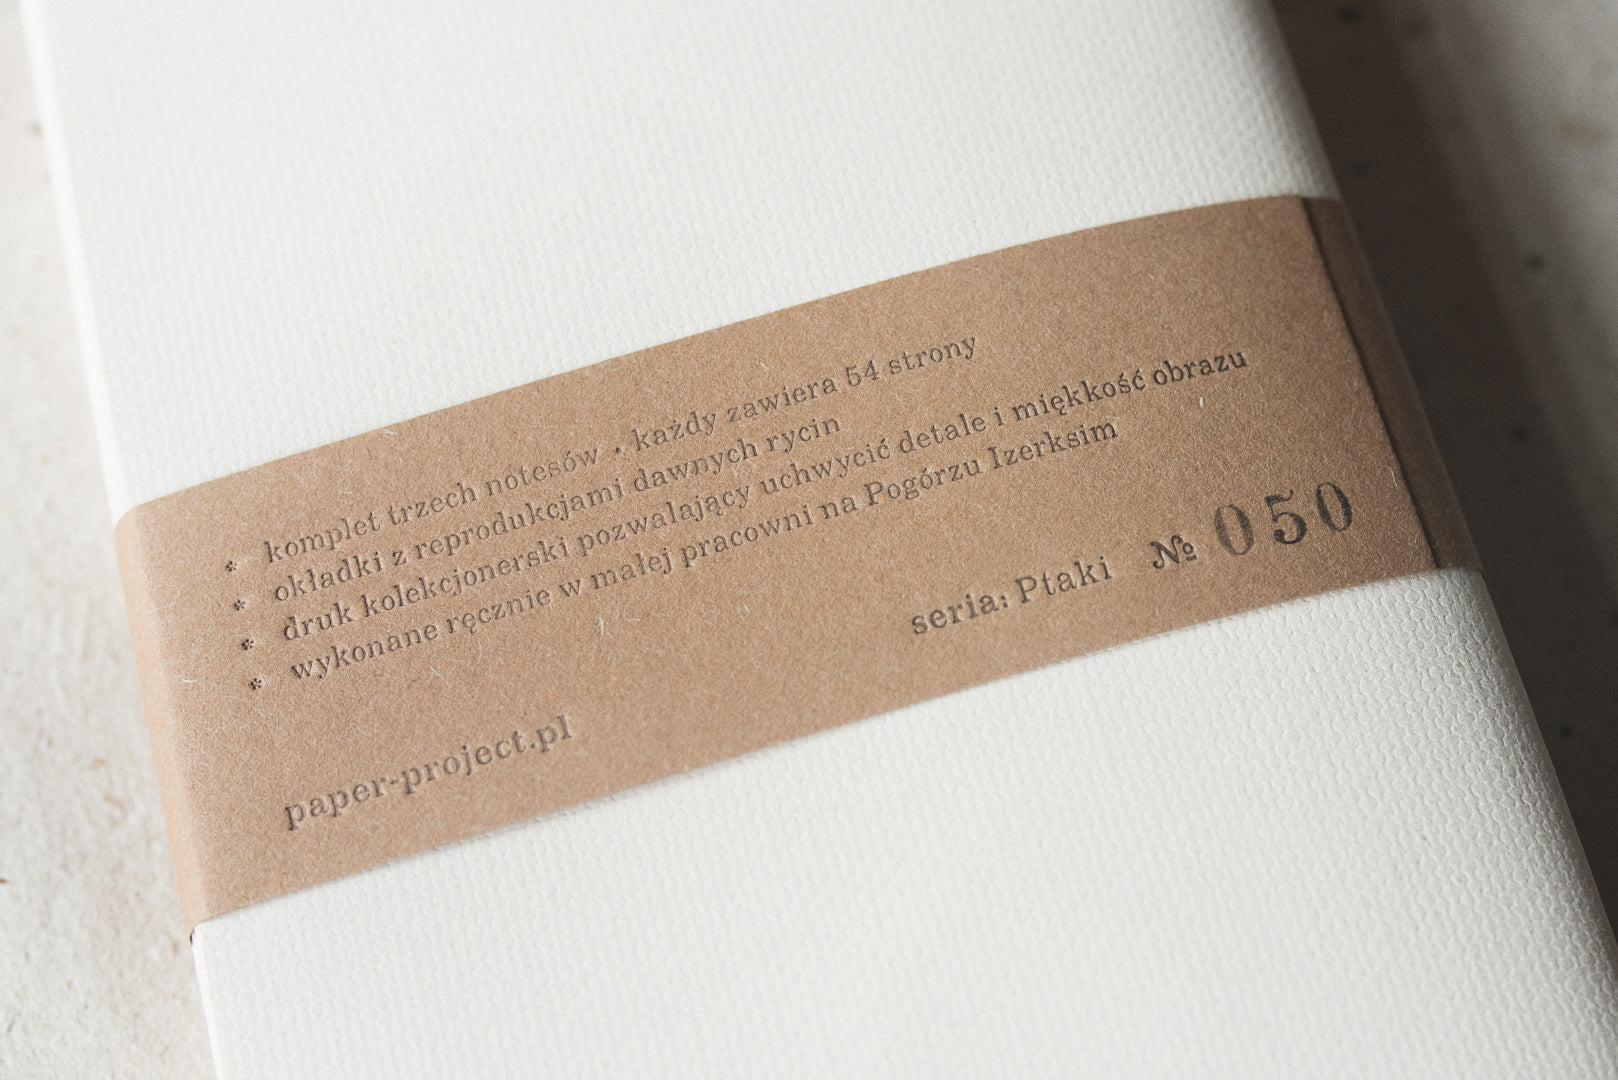 * komplet trzech notesów . każdy zawiera 54 strony
* okładki z reprodukcjami dawnych rycin
* druk kolekcjonerski pozwalający uchwycić detale i miękkość obrazu
* wykonane ręcznie w małej pracowni na Pogórzu Izerksim
seria: Ptaki № 050
paper-project.pl